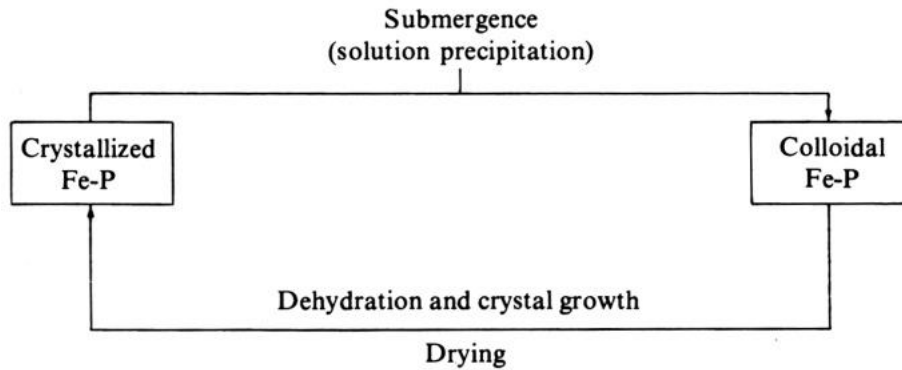 Submergence
(solution precipitation)
Crystallized
Fe-P
Colloidal
Fe-P
Dehydration and crystal growth
Drying